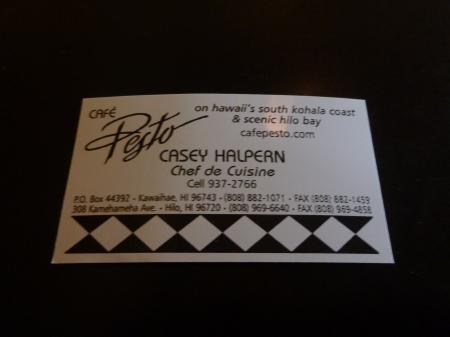 CAFÉ
Pesto
on hawaii's south kohala coast
& scenic hilo bay
cafepesto.com
CASEY HALPERN
Chef de Cuisine
Cell 937-2766
P.O. Box 44392 - Kawaihae, HI 96743 - (808) 882-1071 - FAX (808) 882-1459
308 Kamehameha Ave. - Hilo, HI 96720 - (808) 969-6640 - FAX (808) 969-4858